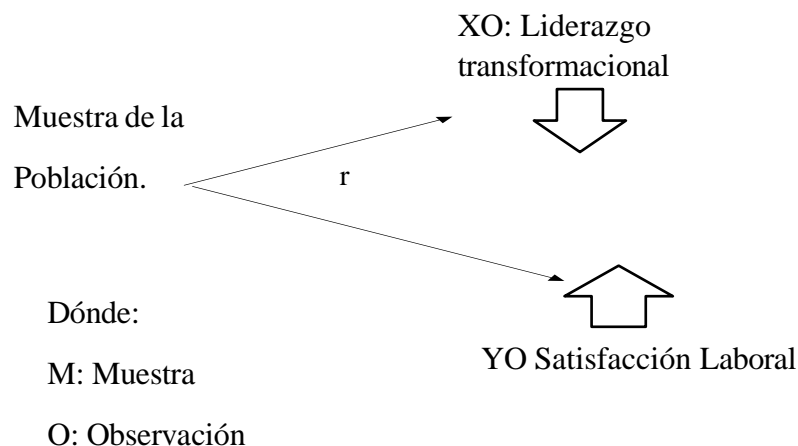 XO: Liderazgo
transformacional
Muestra de la
Población.
r
YO Satisfacción Laboral
Dónde:
M: Muestra
O: Observación